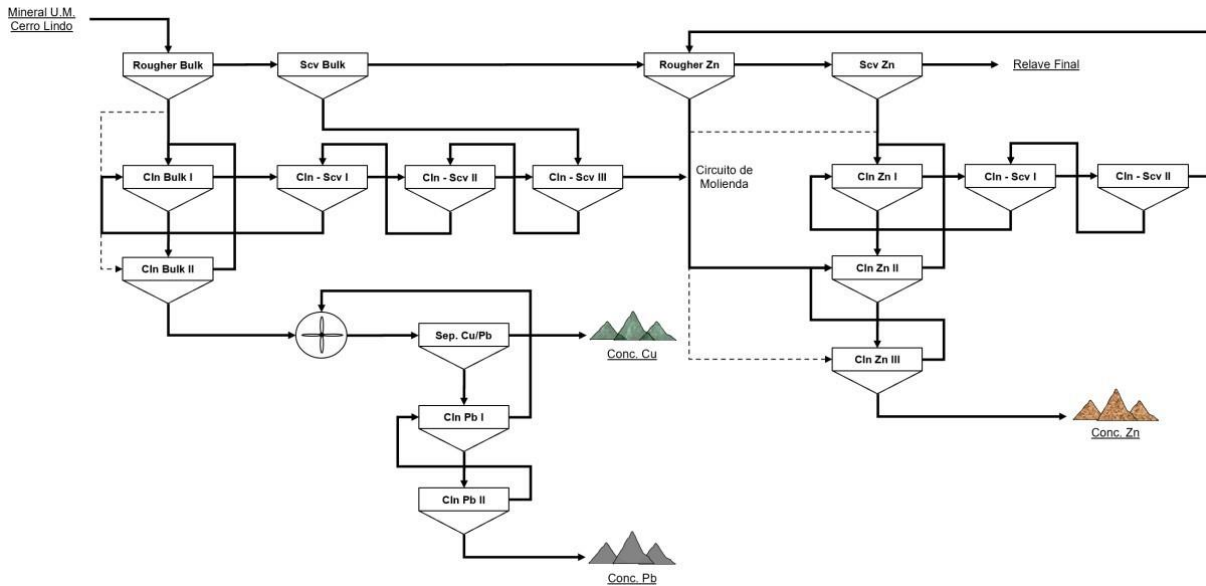 Mineral U.M.
Cerro Lindo
Rougher Bulk
Scv Bulk
Rougher Zn
Scv Zn
Relave Final
Cln Bulk I
Cln - Scv I
Cln - Scv II
Cln - Scv III
Circuito de
Molienda
Cln Zn I
Cln - Scv I
Cln - Scv II
Cln Bulk II
Cln Zn II
Sep. Cu/Pb
Conc. Cu
Cln Zn III
Cln Pb I
Conc. Zn
Cln Pb II
Conc. Pb